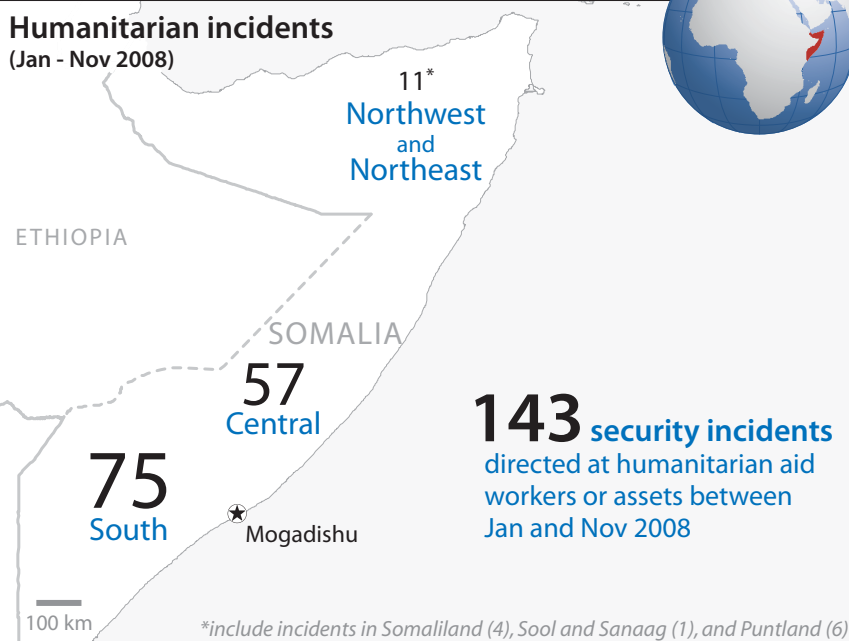 Humanitarian incidents
(Jan - Nov 2008)
11*
Northwest
and
Northeast
ETHIOPIA
SOMALIA
57
Central
143 security incidents
directed at humanitarian aid
workers or assets between
Jan and Nov 2008
75
South
Mogadishu
100 km
*include incidents in Somaliland (4), Sool and Sanaag (1), and Puntland (6)